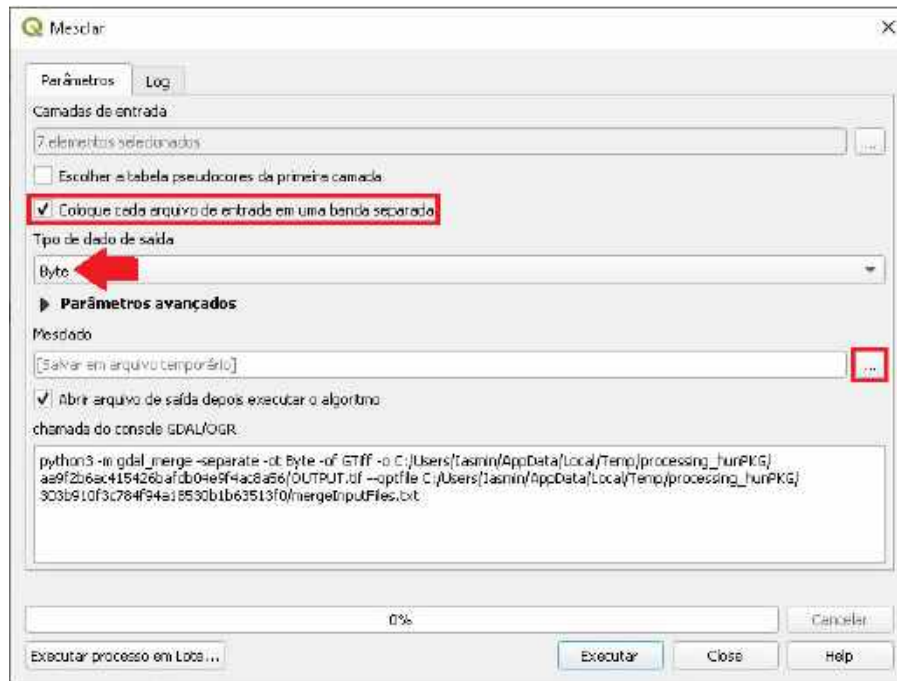 Mesclar
Parâmetros
Log
Camadas de entrada
7 elementos selecionados
...
Escolher a tabela pseudocores da primeira camada
Coloque cada arquivo de entrada em uma banda separada
Tipo de dado de saída
Byte
Parâmetros avançados
Mesclado
[Salvar em arquivo temporário]
...
Abrir arquivo de saída depois executar o algoritmo
chamada do console GDAL/OGR
python3 -m gdal_merge -separate -ot Byte -of GTiff -o C:/Users/Iasmin/AppData/Local/Temp/processing_hunPKG/
aa9f2b6ac415426bafdb04e9f4ac8a56/OUTPUT.tif --optfile C:/Users/Iasmin/AppData/Local/Temp/processing_hunPKG/
303b910f3c784f94a18530b1b63513f0/mergeInputFiles.txt
0%
Cancelar
Executar processo em Lote...
Executar
Close
Help